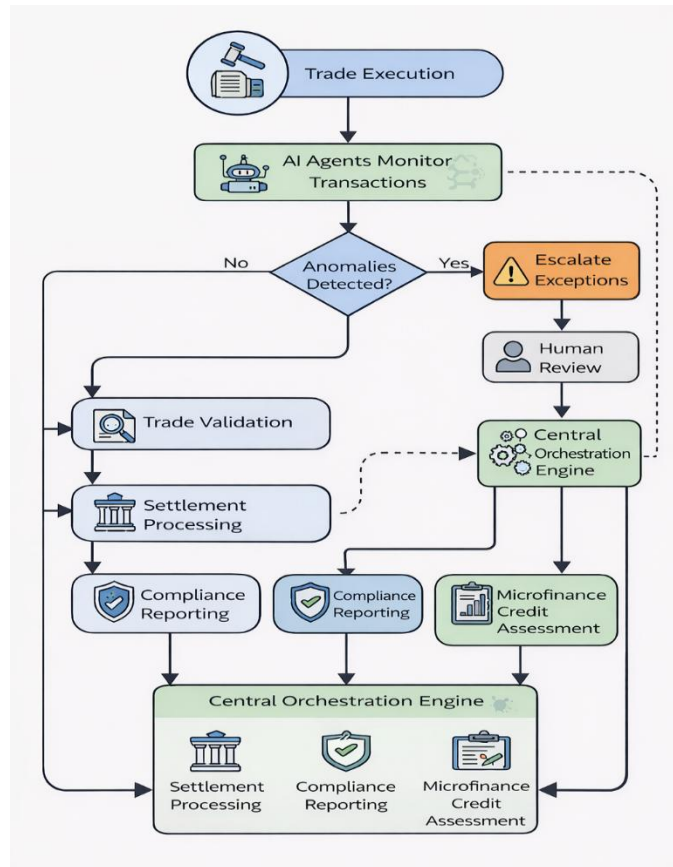 Trade Execution
AI Agents Monitor
Transactions
No
Anomalies
Detected?
Yes
Escalate
Exceptions
Human
Review
Trade Validation
Central
Orchestration
Engine
Settlement
Processing
Compliance
Reporting
Compliance
Reporting
Microfinance
Credit
Assessment
Central Orchestration Engine
Settlement
Processing
Compliance
Reporting
Microfinance
Credit
Assessment